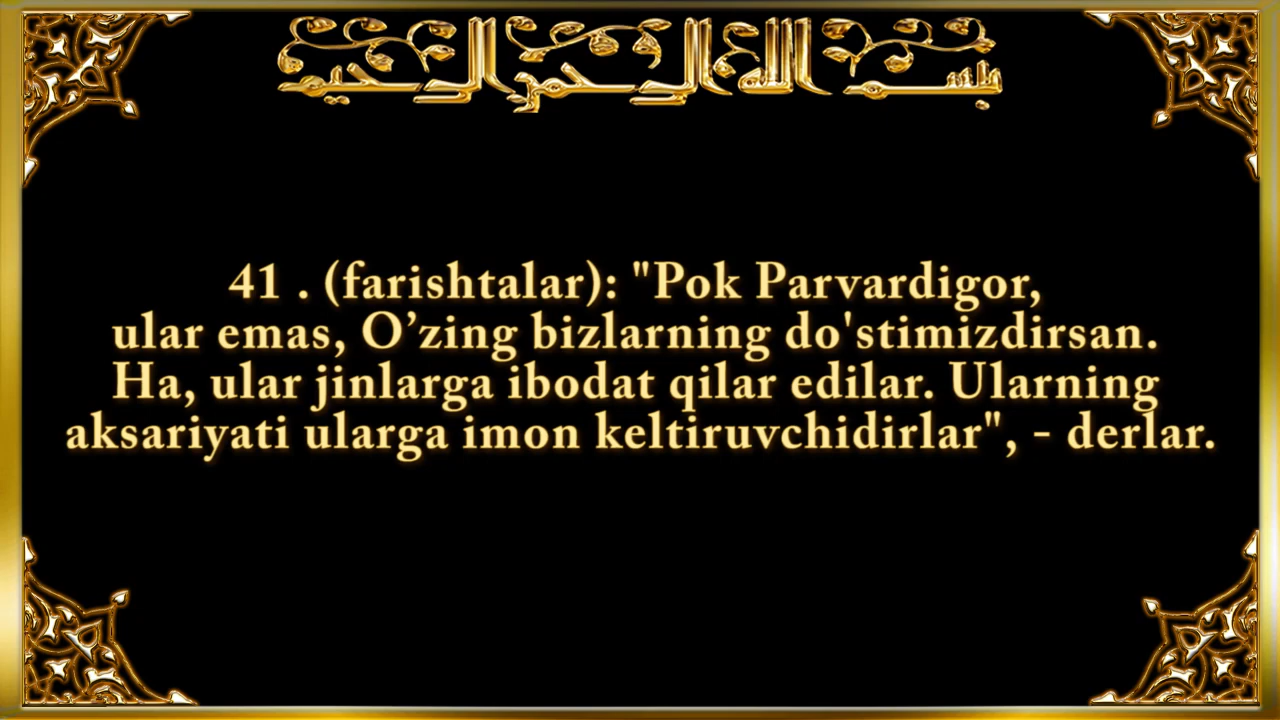 بسم الله الرحمن الرحيم
41 . (farishtalar): "Pok Parvardigor,
ular emas, O’zing bizlarning do'stimizdirsan.
Ha, ular jinlarga ibodat qilar edilar. Ularning
aksariyati ularga imon keltiruvchidirlar", - derlar.